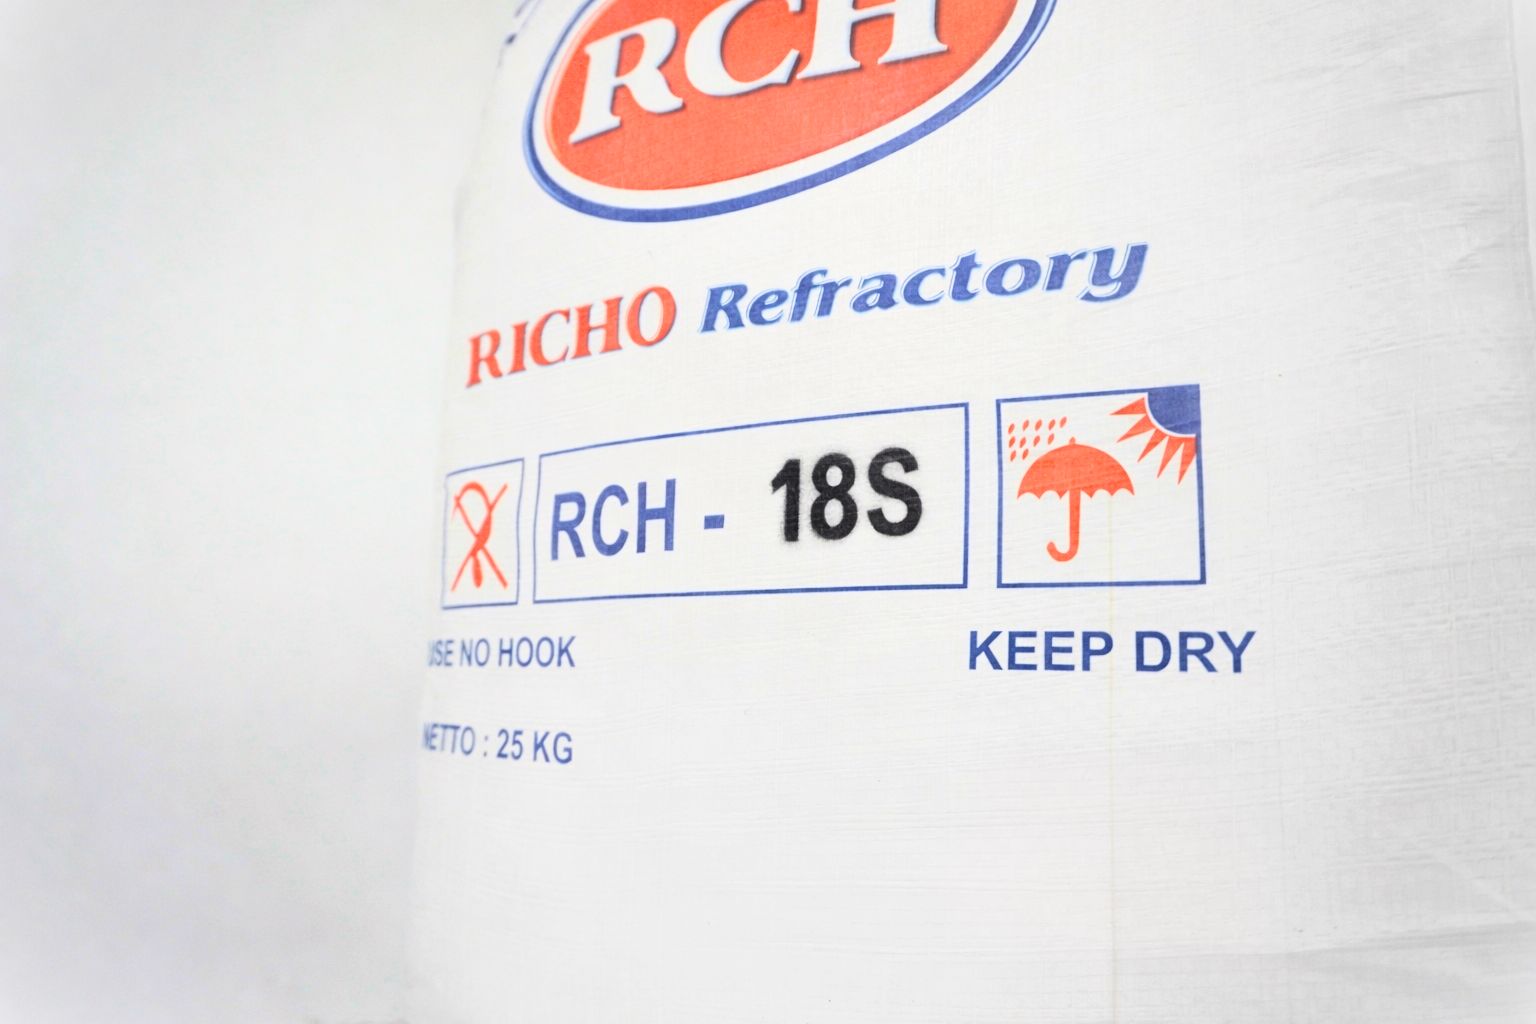 RCH
RICHO Refractory
RCH - 18S
USE NO HOOK
KEEP DRY
NETTO : 25 KG